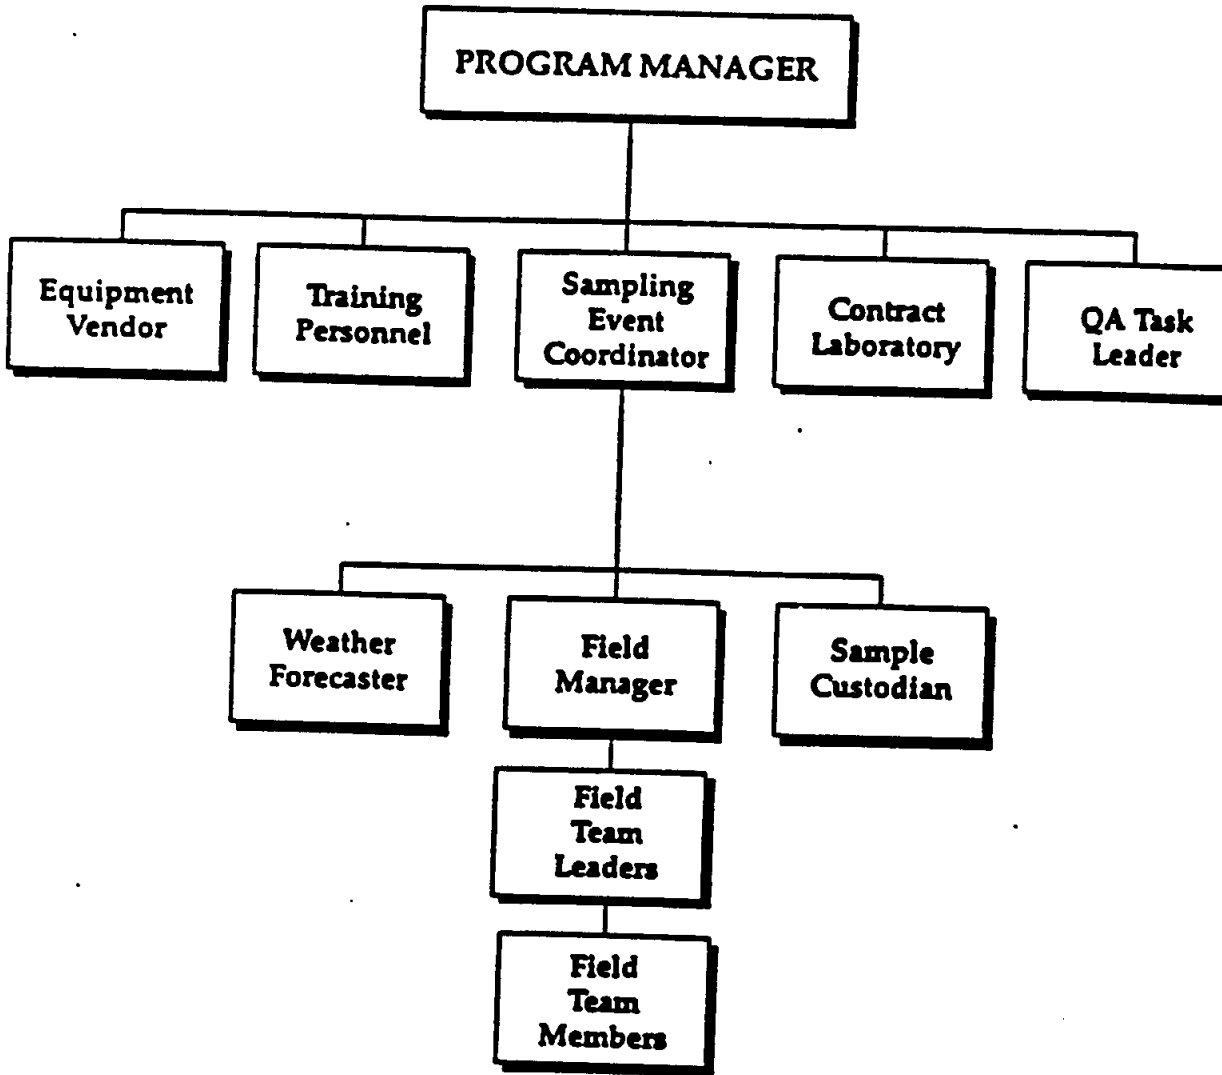 PROGRAM MANAGER
Equipment
Vendor
Training
Personnel
Sampling
Event
Coordinator
Contract
Laboratory
QA Task
Leader
Weather
Forecaster
Field
Manager
Sample
Custodian
Field
Team
Leaders
Field
Team
Members